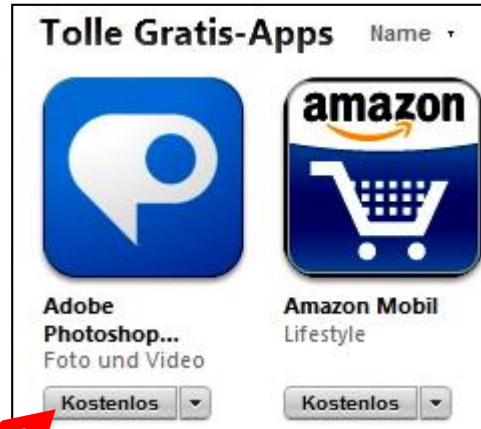 Tolle Gratis-Apps Name
amazon
Adobe
Photoshop...
Foto und Video
Kostenlos
Amazon Mobil
Lifestyle
Kostenlos